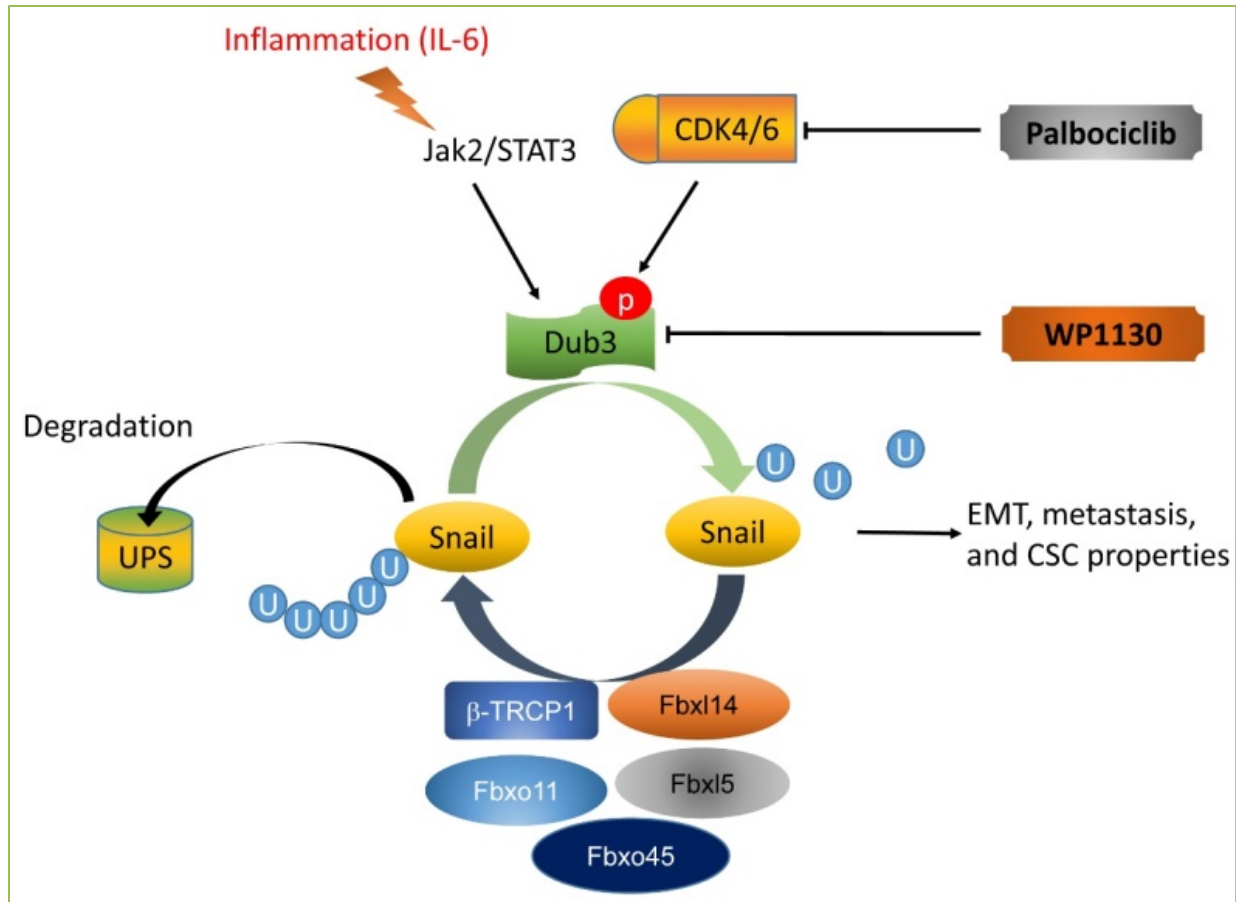 Inflammation (IL-6)
Jak2/STAT3
CDK4/6
Palbociclib
p
Dub3
WP1130
Degradation
UPS
Snail
U
U
U
U
U
Snail
U
U
U
EMT, metastasis,
and CSC properties
β-TRCP1
Fbxl14
Fbxo11
Fbxl5
Fbxo45